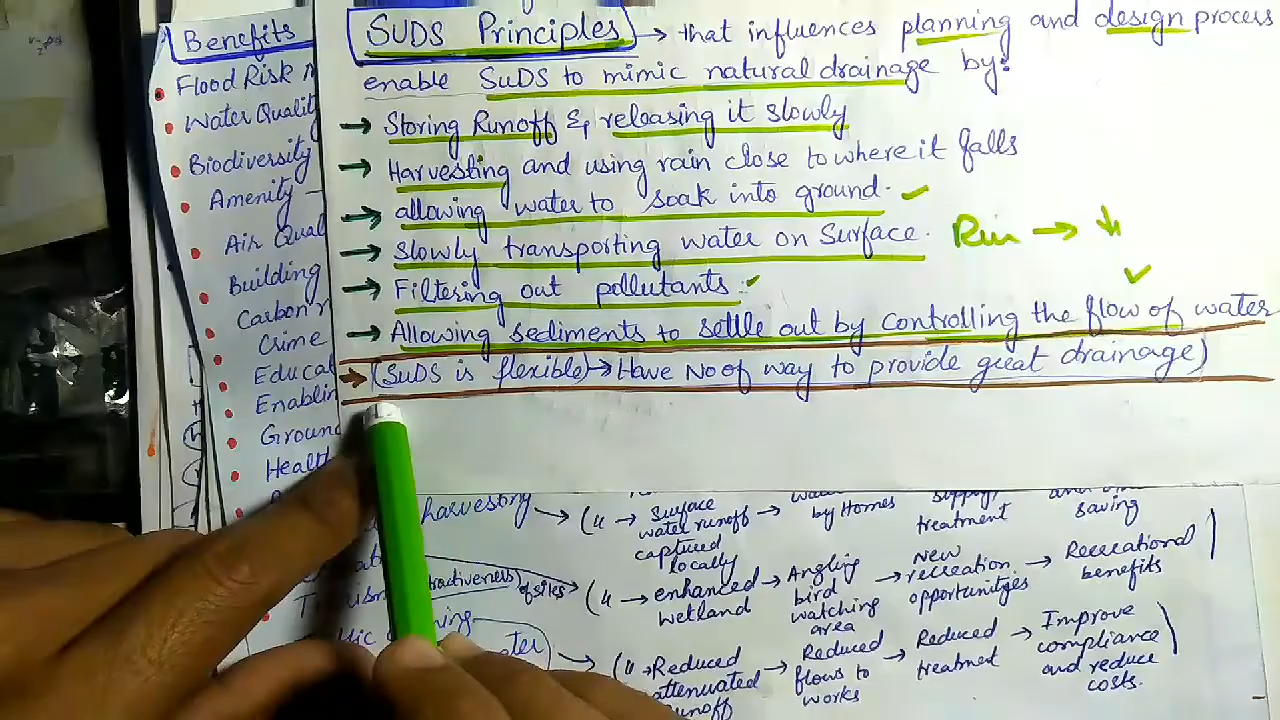 Benefits
Flood Risk
Water Quality
Biodiversity
Amenity
Air Qual
Building
Carbon
Crime
Educat
Enablin
Ground
Health
SUDS Principles → that influences planning and design process
enable SuDS to mimic natural drainage by:
→ Storing Runoff & releasing it slowly
→ Harvesting and using rain close to where it falls
→ allowing water to soak into ground. ✓
→ Slowly transporting water on Surface. → ↓
→ Filtering out pollutants. ✓
→ Allowing sediments to settle out by controlling the flow of water ✓
→ (SuDS is flexible) → Have No of way to provide great drainage)
harvesting → (" → surface water runoff captured locally → by Homes treatment saving
tractiveness of sites (" → enhanced wetland → Angling bird watching area → new recreation opportunitges → Recreational benefits)
→ (" → Reduced attenuated runoff → Reduced flows to works → Reduced treatment → Improve compliance and reduce costs.)